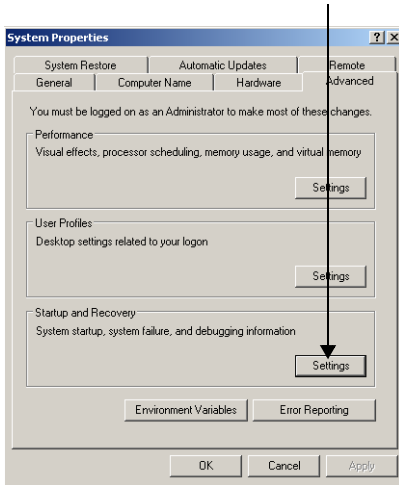 System Properties
System Restore Automatic Updates Remote
General Computer Name Hardware Advanced
You must be logged on as an Administrator to make most of these changes.
Performance
Visual effects, processor scheduling, memory usage, and virtual memory
Settings
User Profiles
Desktop settings related to your logon
Settings
Startup and Recovery
System startup, system failure, and debugging information
Settings
Environment Variables Error Reporting
OK Cancel Apply